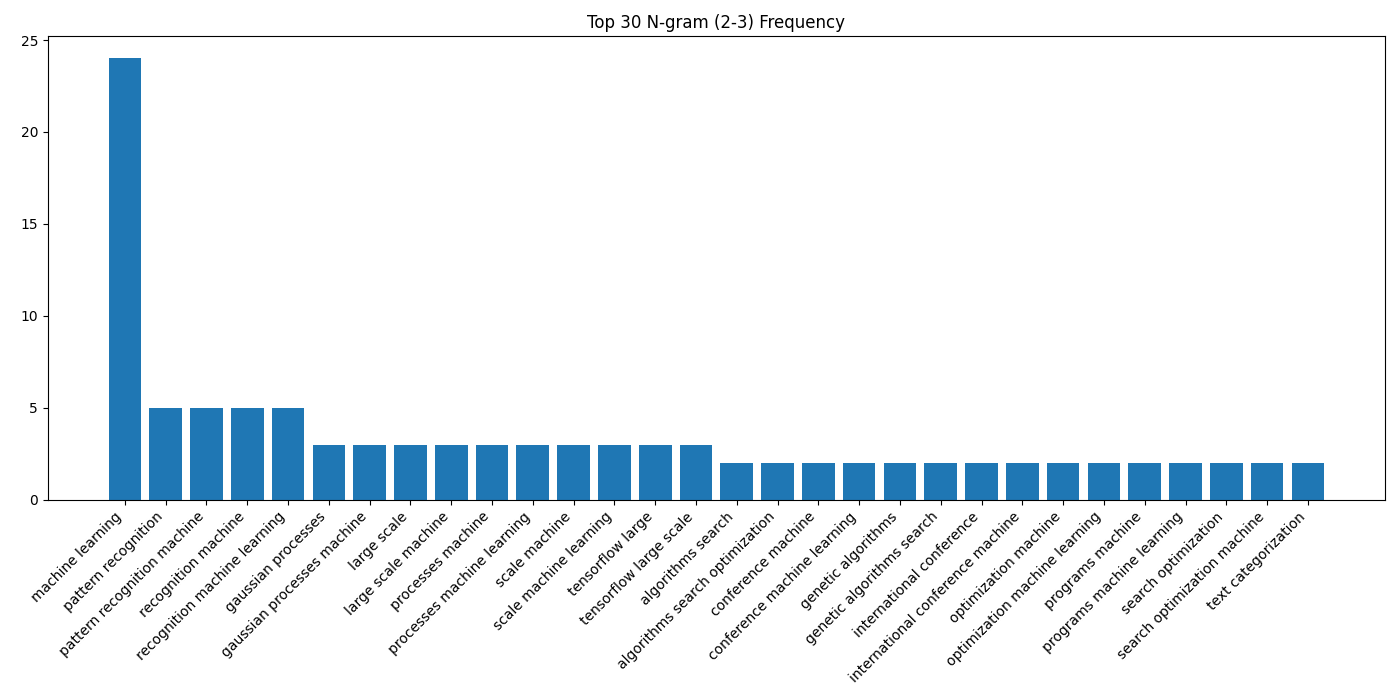 Top 30 N-gram (2-3) Frequency
25
20
15
10
5
0
machine learning
pattern recognition
pattern recognition machine
recognition machine
recognition machine learning
gaussian processes
gaussian processes machine
large scale
large scale machine
processes machine
processes machine learning
scale machine
scale machine learning
tensorflow large
tensorflow large scale
algorithms search
algorithms search optimization
conference machine
conference machine learning
genetic algorithms
genetic algorithms search
international conference
international conference machine
optimization machine
optimization machine learning
programs machine
programs machine learning
search optimization
search optimization machine
text categorization